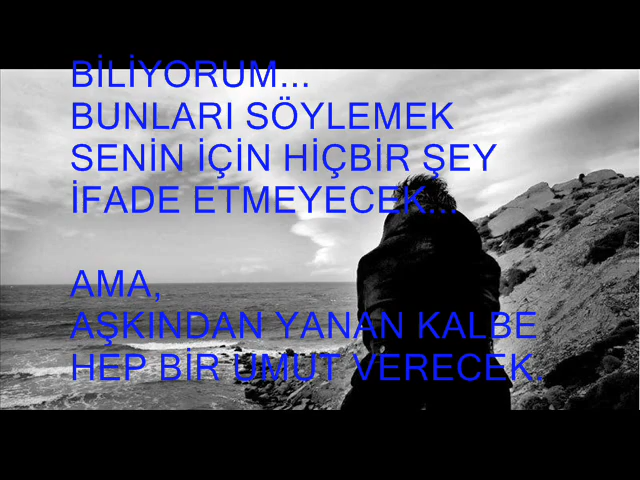 BİLİYORUM...
BUNLARI SÖYLEMEK
SENİN İÇİN HİÇBİR ŞEY
İFADE ETMEYECEK...
AMA,
AŞKINDAN YANAN KALBE
HEP BİR UMUT VERECEK.